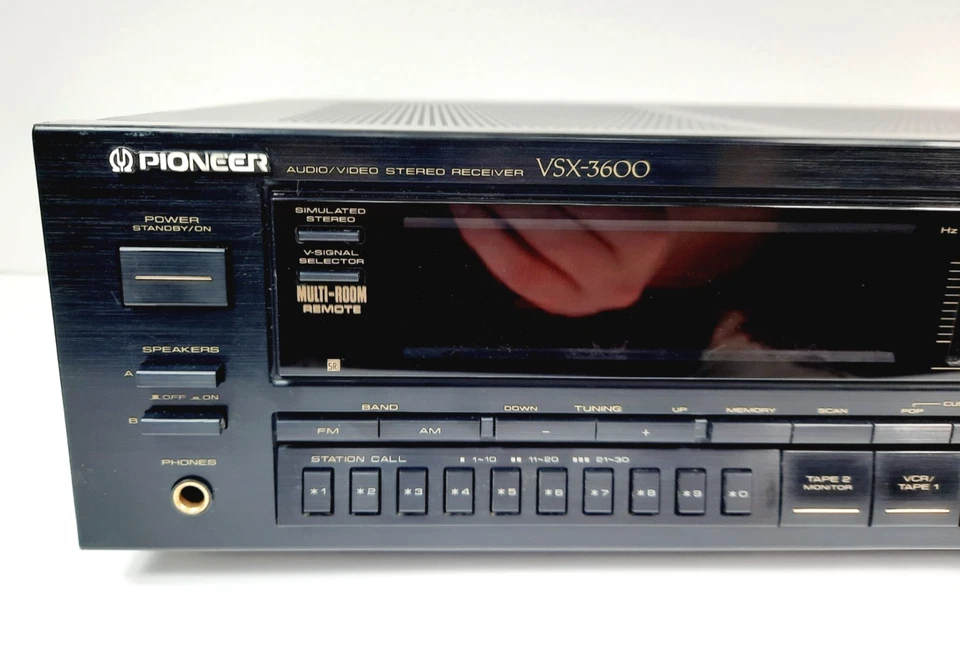 PIONEER AUDIO/VIDEO STEREO RECEIVER VSX-3600
POWER
STANDBY/ON
SIMULATED
STEREO
V-SIGNAL
SELECTOR
MULTI-ROOM
REMOTE
Hz
SR
SPEAKERS
A
OFF ON
B
PHONES
BAND
DOWN TUNING UP MEMORY SCAN POP
FM AM - +
STATION CALL 1~10 11~20 21~30
*1 *2 *3 *4 *5 *6 *7 *8 *9 *0
TAPE 2
MONITOR
VCR/
TAPE 1